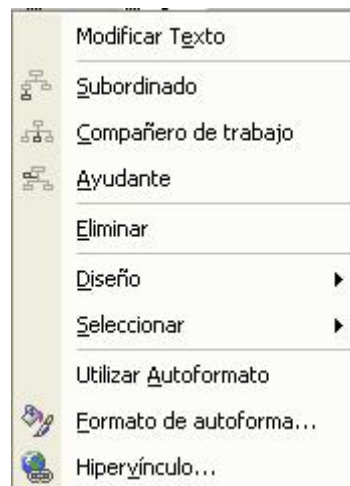 Modificar Texto
Subordinado
Compañero de trabajo
Ayudante
Eliminar
Diseño
Seleccionar
Utilizar Autoformato
Formato de autoforma...
Hipervínculo...